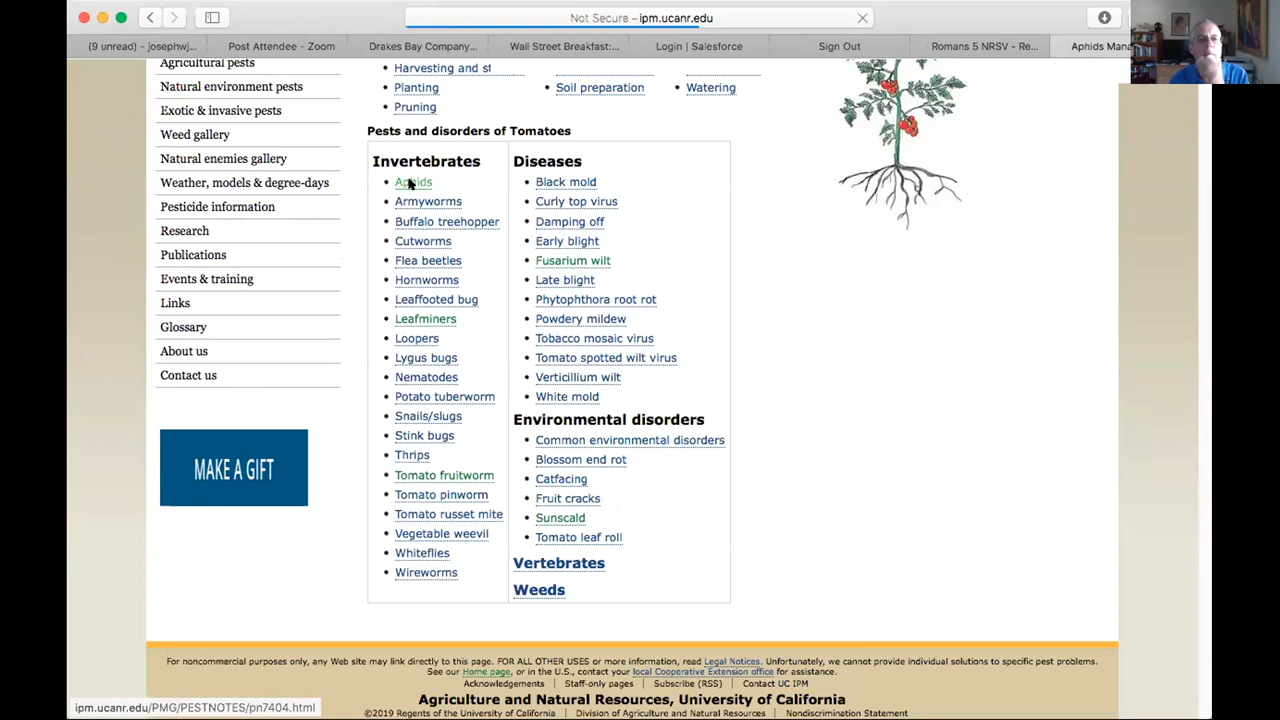 Not Secure – ipm.ucanr.edu
(9 unread) - josephwj...
Post Attendee - Zoom
Drakes Bay Company...
Wall Street Breakfast:...
Login | Salesforce
Sign Out
Romans 5 NRSV - Re...
Aphids Mana
Agricultural pests
Natural environment pests
Exotic & invasive pests
Weed gallery
Natural enemies gallery
Weather, models & degree-days
Pesticide information
Research
Publications
Events & training
Links
Glossary
About us
Contact us
MAKE A GIFT
Harvesting and st
Planting
Pruning
Soil preparation
Watering
Pests and disorders of Tomatoes
Invertebrates
Aphids
Armyworms
Buffalo treehopper
Cutworms
Flea beetles
Hornworms
Leaffooted bug
Leafminers
Loopers
Lygus bugs
Nematodes
Potato tuberworm
Snails/slugs
Stink bugs
Thrips
Tomato fruitworm
Tomato pinworm
Tomato russet mite
Vegetable weevil
Whiteflies
Wireworms
Diseases
Black mold
Curly top virus
Damping off
Early blight
Fusarium wilt
Late blight
Phytophthora root rot
Powdery mildew
Tobacco mosaic virus
Tomato spotted wilt virus
Verticillium wilt
White mold
Environmental disorders
Common environmental disorders
Blossom end rot
Catfacing
Fruit cracks
Sunscald
Tomato leaf roll
Vertebrates
Weeds
For noncommercial purposes only, any Web site may link directly to this page. FOR ALL OTHER USES or more information, read Legal Notices. Unfortunately, we cannot provide individual solutions to specific pest problems.
See our Home page, or in the U.S., contact your local Cooperative Extension office for assistance.
Acknowledgements | Staff-only pages | Subscribe (RSS) | Contact UC IPM
Agriculture and Natural Resources, University of California
©2019 Regents of the University of California | Division of Agriculture and Natural Resources | Nondiscrimination Statement
ipm.ucanr.edu/PMG/PESTNOTES/pn7404.html